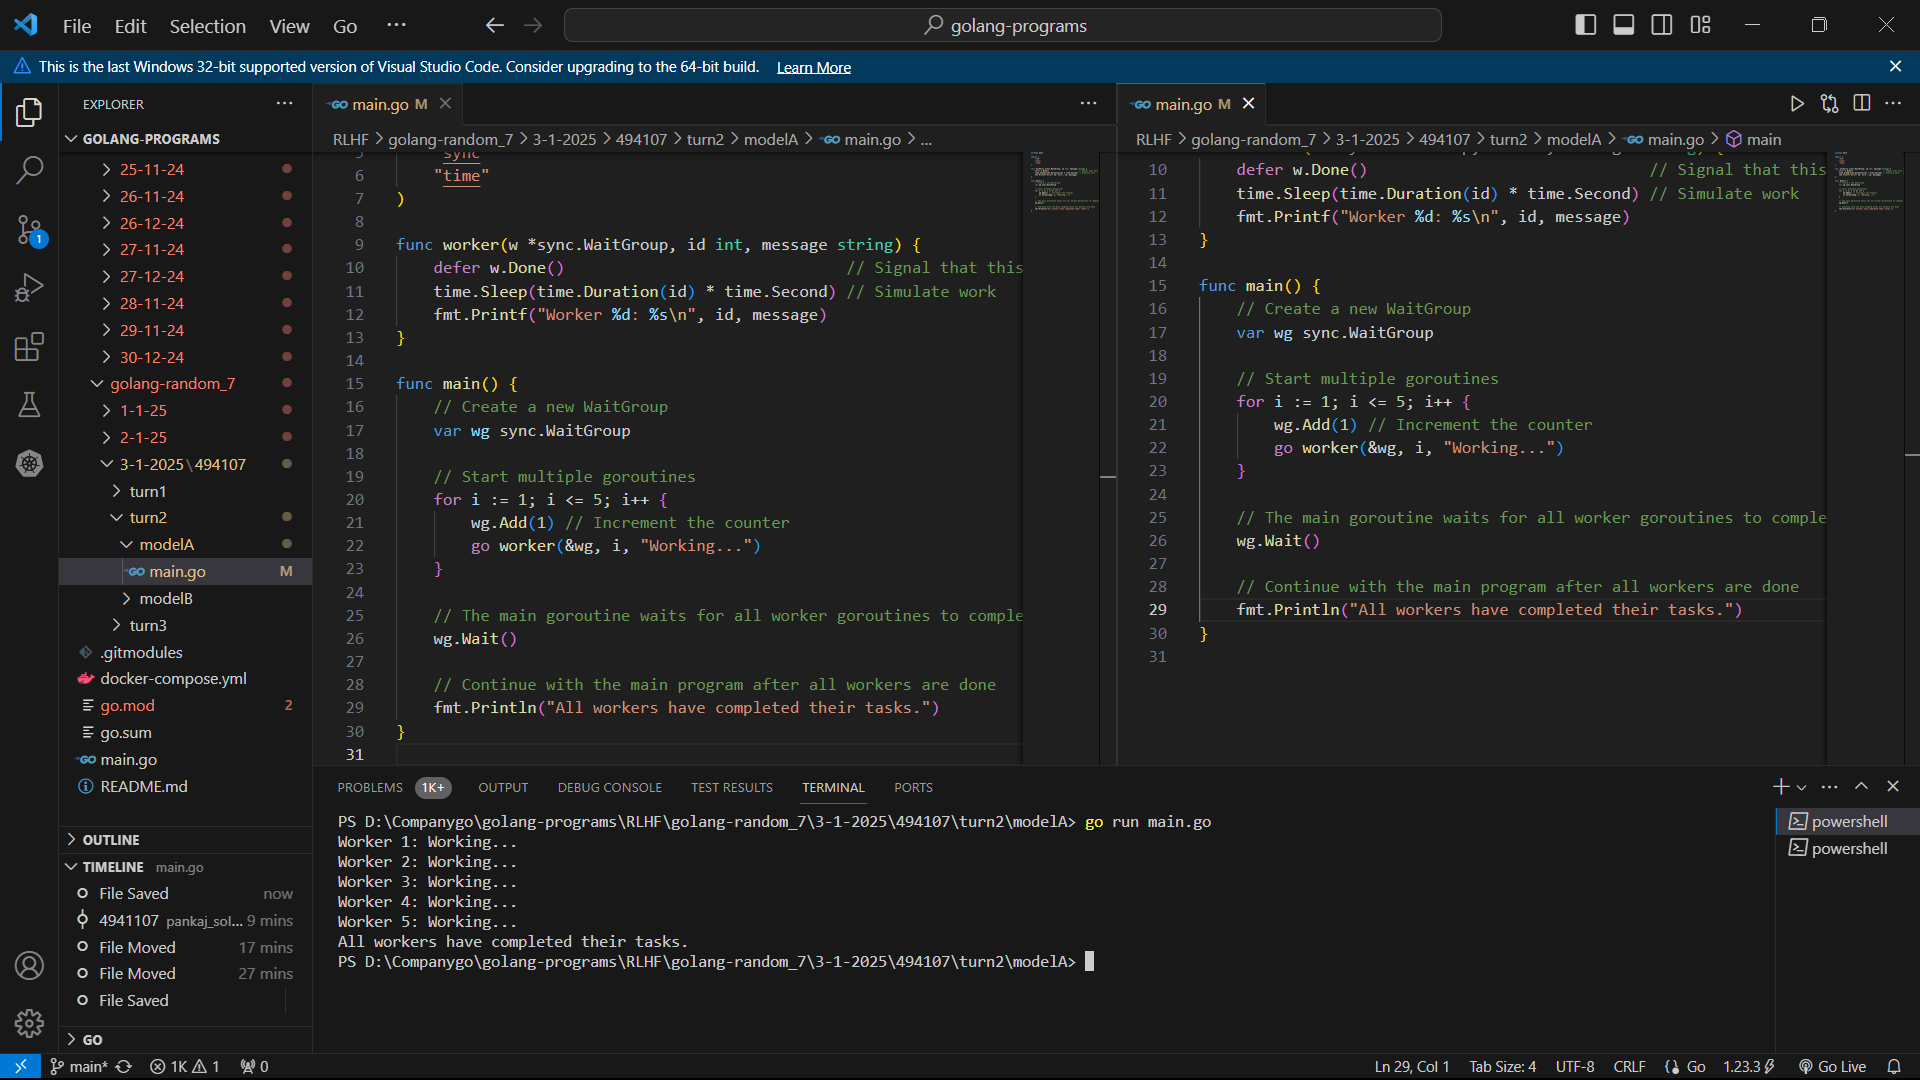 File Edit Selection View Go ··· golang-programs
This is the last Windows 32-bit supported version of Visual Studio Code. Consider upgrading to the 64-bit build. Learn More
EXPLORER
GOLANG-PROGRAMS
25-11-24
26-11-24
26-12-24
27-11-24
27-12-24
28-11-24
29-11-24
30-12-24
golang-random_7
1-1-25
2-1-25
3-1-2025\494107
turn1
turn2
modelA
main.go M
modelB
turn3
.gitmodules
docker-compose.yml
go.mod 2
go.sum
main.go
README.md
OUTLINE
TIMELINE main.go
File Saved now
4941107 pankaj_sol... 9 mins
File Moved 17 mins
File Moved 27 mins
File Saved
GO
main.go M
RLHF > golang-random_7 > 3-1-2025 > 494107 > turn2 > modelA > main.go > ...
5 "sync"
6 "time"
7 )
8
9 func worker(w *sync.WaitGroup, id int, message string) {
10 defer w.Done() // Signal that this
11 time.Sleep(time.Duration(id) * time.Second) // Simulate work
12 fmt.Printf("Worker %d: %s\n", id, message)
13 }
14
15 func main() {
16 // Create a new WaitGroup
17 var wg sync.WaitGroup
18
19 // Start multiple goroutines
20 for i := 1; i <= 5; i++ {
21 wg.Add(1) // Increment the counter
22 go worker(&wg, i, "Working...")
23 }
24
25 // The main goroutine waits for all worker goroutines to comple
26 wg.Wait()
27
28 // Continue with the main program after all workers are done
29 fmt.Println("All workers have completed their tasks.")
30 }
31
main.go M
RLHF > golang-random_7 > 3-1-2025 > 494107 > turn2 > modelA > main.go > main
10 defer w.Done() // Signal that this
11 time.Sleep(time.Duration(id) * time.Second) // Simulate work
12 fmt.Printf("Worker %d: %s\n", id, message)
13 }
14
15 func main() {
16 // Create a new WaitGroup
17 var wg sync.WaitGroup
18
19 // Start multiple goroutines
20 for i := 1; i <= 5; i++ {
21 wg.Add(1) // Increment the counter
22 go worker(&wg, i, "Working...")
23 }
24
25 // The main goroutine waits for all worker goroutines to comple
26 wg.Wait()
27
28 // Continue with the main program after all workers are done
29 fmt.Println("All workers have completed their tasks.")
30 }
31
PROBLEMS 1K+ OUTPUT DEBUG CONSOLE TEST RESULTS TERMINAL PORTS
PS D:\Companygo\golang-programs\RLHF\golang-random_7\3-1-2025\494107\turn2\modelA> go run main.go
Worker 1: Working...
Worker 2: Working...
Worker 3: Working...
Worker 4: Working...
Worker 5: Working...
All workers have completed their tasks.
PS D:\Companygo\golang-programs\RLHF\golang-random_7\3-1-2025\494107\turn2\modelA>
powershell
powershell
1
main* 1K 1 0 Ln 29, Col 1 Tab Size: 4 UTF-8 CRLF Go 1.23.3 Go Live